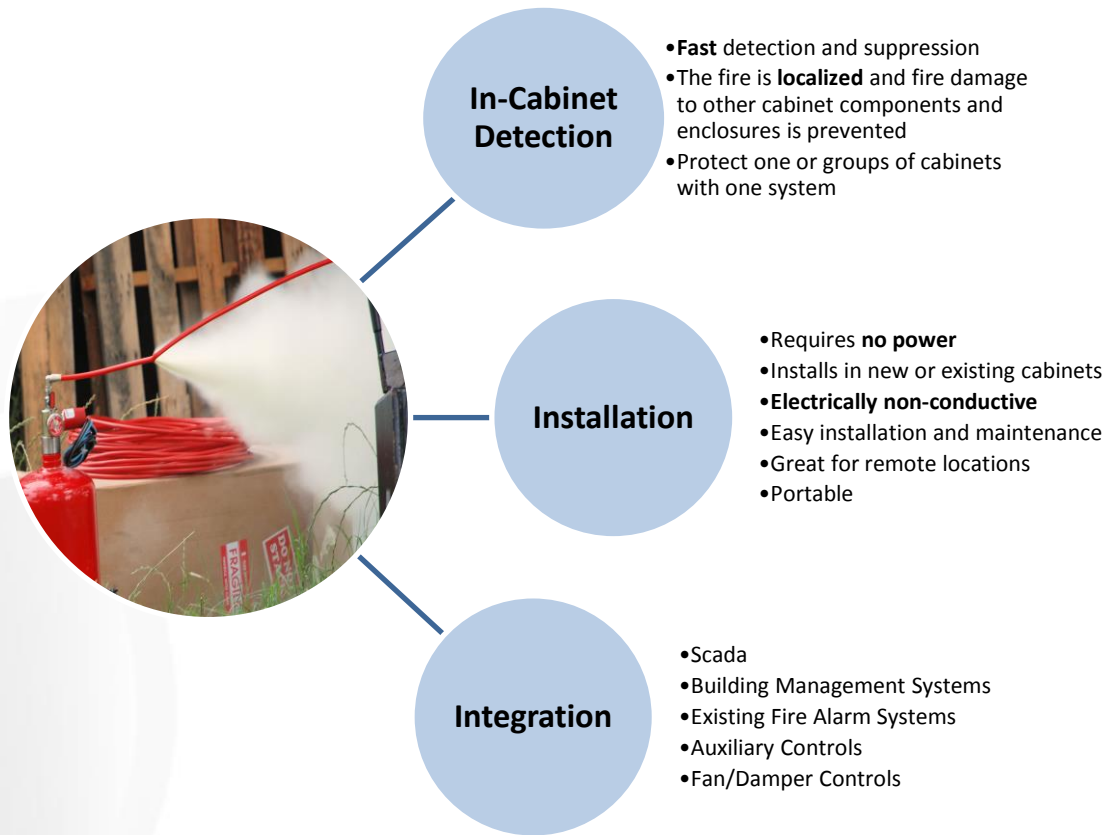 In-Cabinet
Detection
•Fast detection and suppression
•The fire is localized and fire damage
to other cabinet components and
enclosures is prevented
•Protect one or groups of cabinets
with one system
Installation
•Requires no power
•Installs in new or existing cabinets
•Electrically non-conductive
•Easy installation and maintenance
•Great for remote locations
•Portable
FRAGILE
DO NOT
Integration
•Scada
•Building Management Systems
•Existing Fire Alarm Systems
•Auxiliary Controls
•Fan/Damper Controls